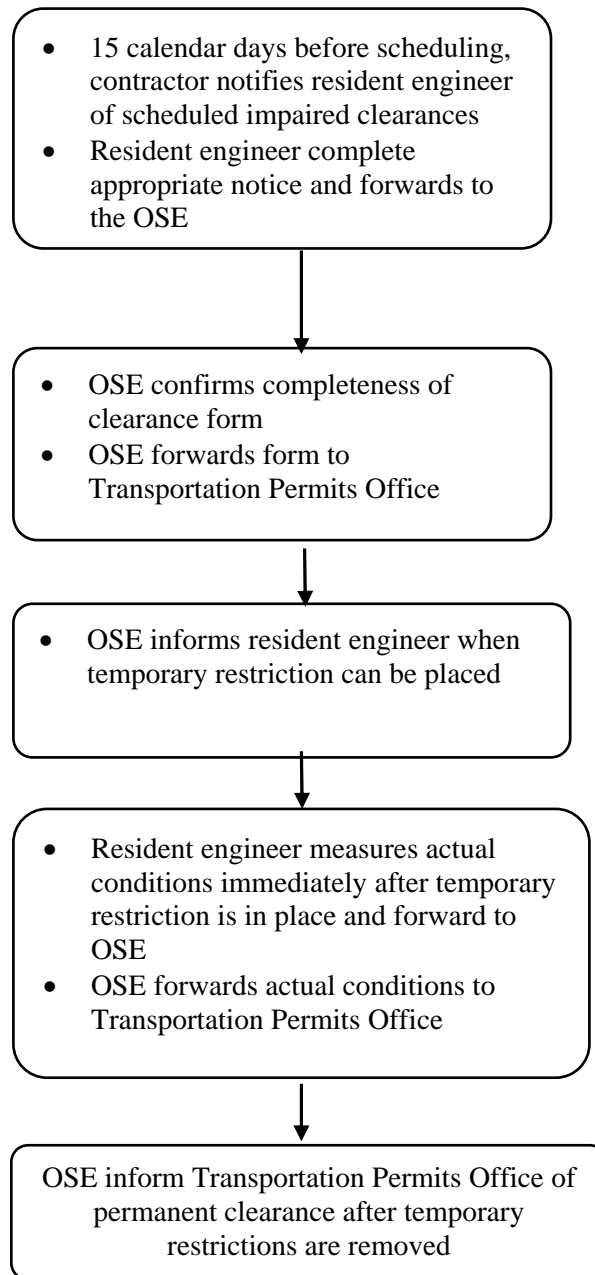 • 15 calendar days before scheduling,
contractor notifies resident engineer
of scheduled impaired clearances
• Resident engineer complete
appropriate notice and forwards to
the OSE
• OSE confirms completeness of
clearance form
• OSE forwards form to
Transportation Permits Office
• OSE informs resident engineer when
temporary restriction can be placed
• Resident engineer measures actual
conditions immediately after temporary
restriction is in place and forward to
OSE
• OSE forwards actual conditions to
Transportation Permits Office
OSE inform Transportation Permits Office of
permanent clearance after temporary
restrictions are removed